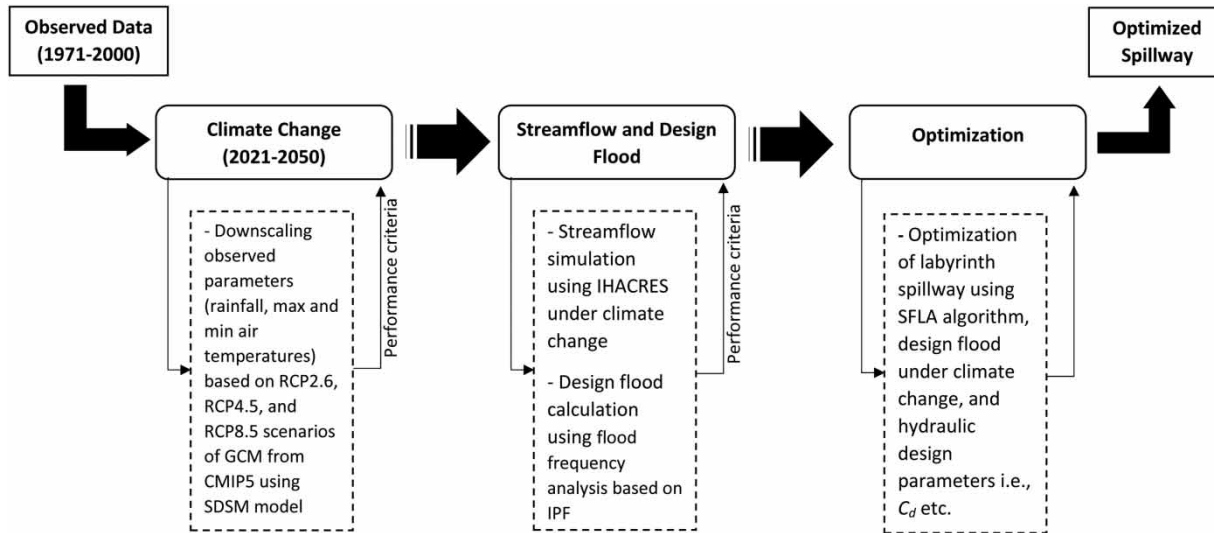 Observed Data
(1971-2000)
Optimized
Spillway
Climate Change
(2021-2050)
Streamflow and Design
Flood
Optimization
- Downscaling
observed
parameters
(rainfall, max and
min air
temperatures)
based on RCP2.6,
RCP4.5, and
RCP8.5 scenarios
of GCM from
CMIP5 using
SDSM model
Performance criteria
- Streamflow
simulation
using IHACRES
under climate
change
- Design flood
calculation
using flood
frequency
analysis based on
IPF
Performance criteria
- Optimization
of labyrinth
spillway using
SFLA algorithm,
design flood
under climate
change, and
hydraulic
design
parameters i.e.,
Cd etc.